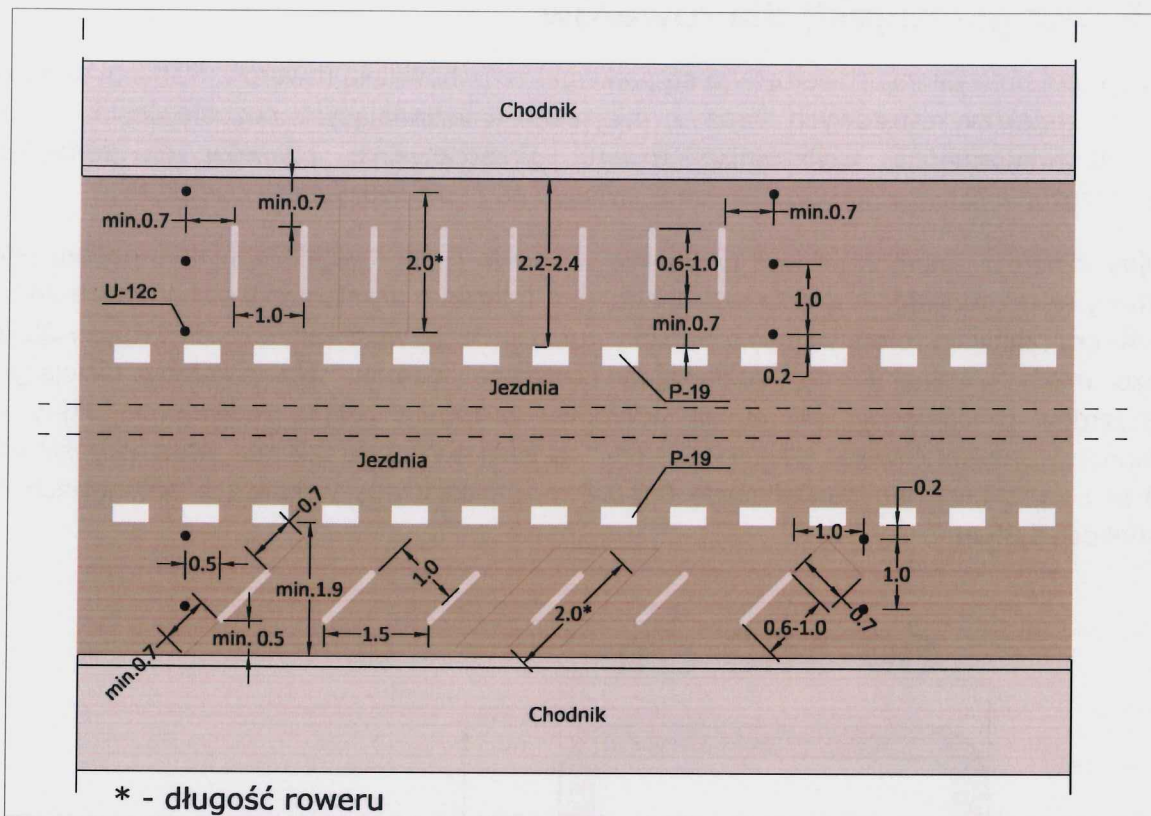 Chodnik
min.0.7
min.0.7
min.0.7
2.0*
2.2-2.4
0.6-1.0
U-12c
1.0
min.0.7
1.0
0.2
Jezdnia
P-19
Jezdnia
P-19
0.7
0.2
0.5
1.0
min.1.9
1.0
1.0
min. 0.5
1.5
2.0*
0.6-1.0
0.7
min.0.7
Chodnik
* - długość roweru